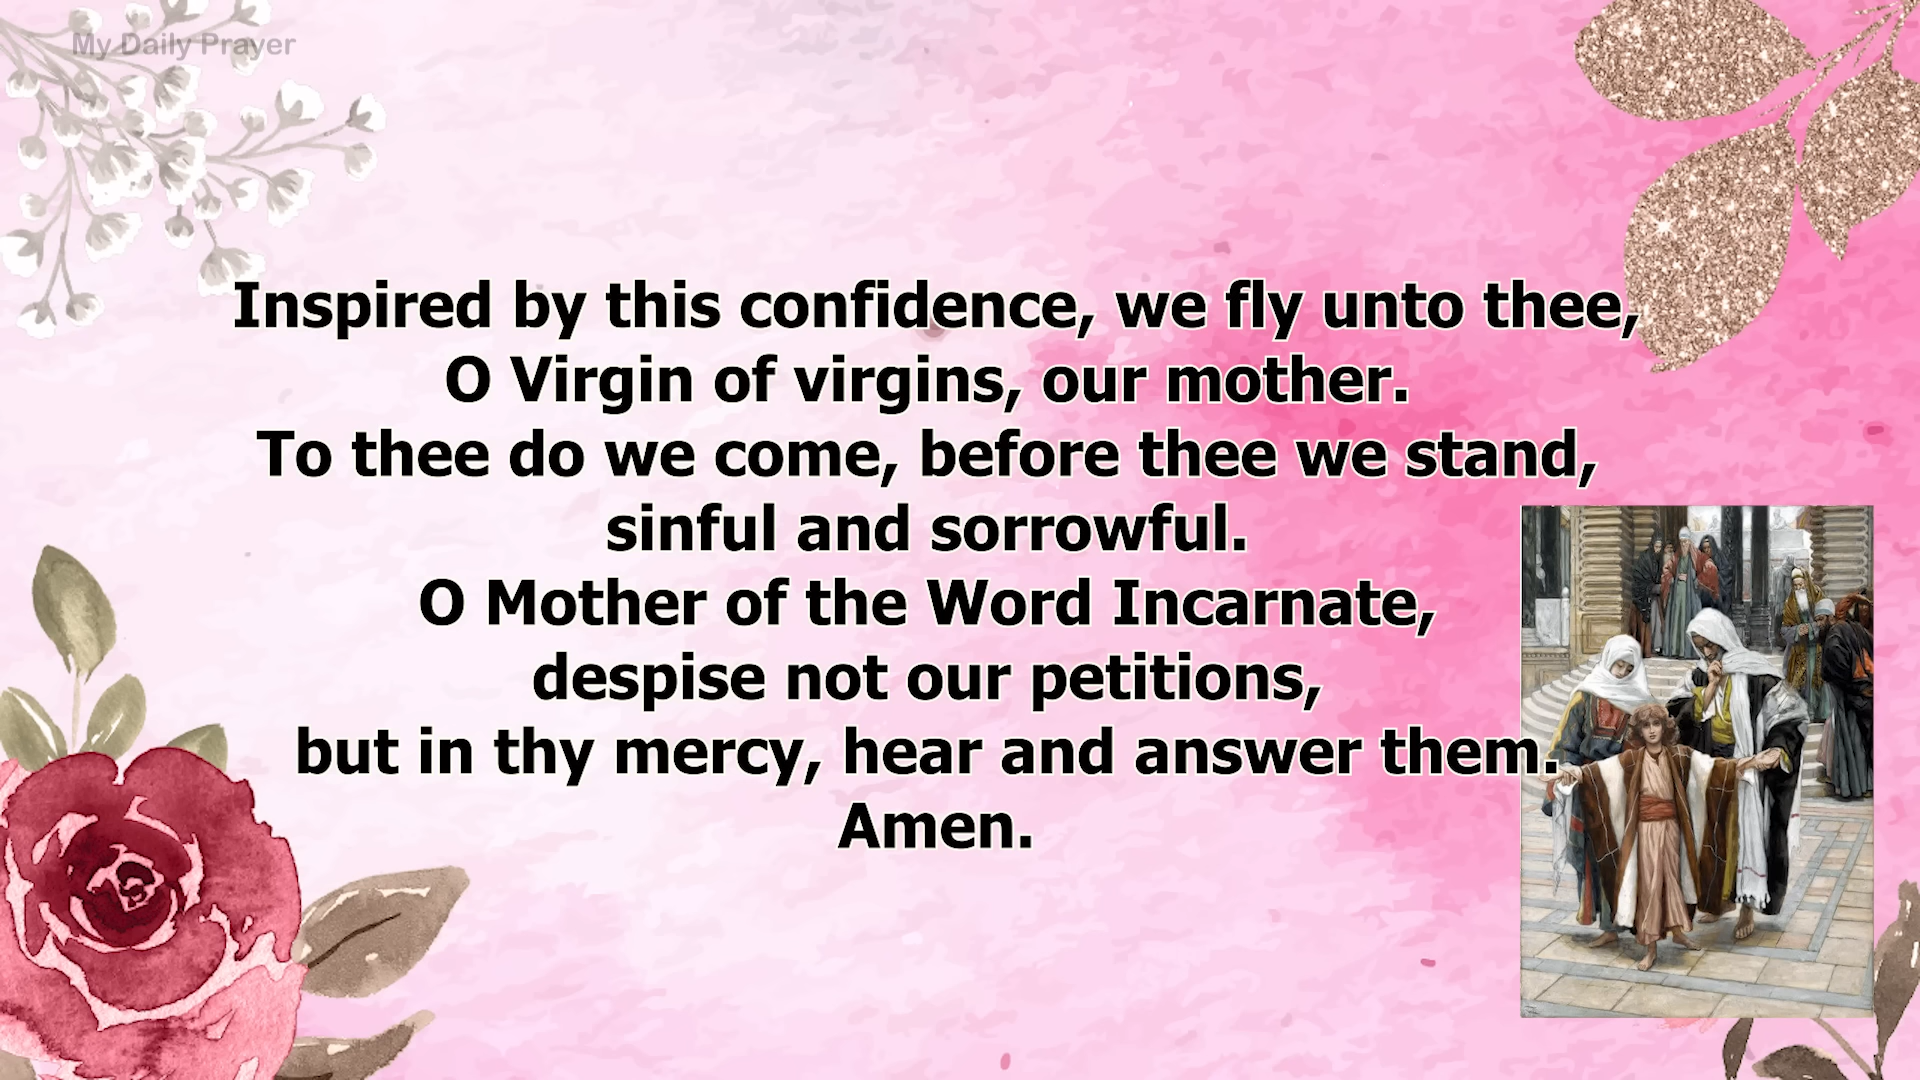 My Daily Prayer
Inspired by this confidence, we fly unto thee,
O Virgin of virgins, our mother.
To thee do we come, before thee we stand,
sinful and sorrowful.
O Mother of the Word Incarnate,
despise not our petitions,
but in thy mercy, hear and answer them.
Amen.